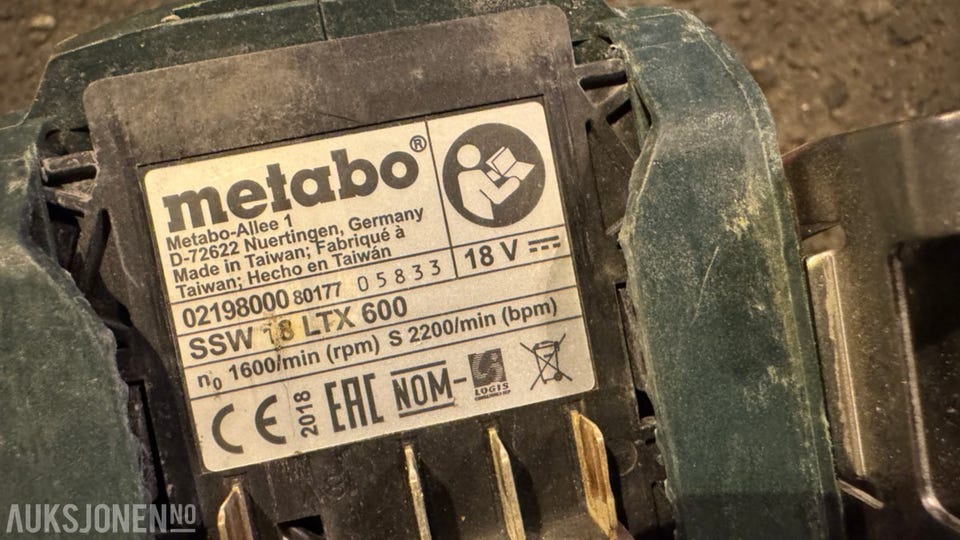 metabo®
Metabo-Allee 1
D-72622 Nuertingen, Germany
Made in Taiwan; Fabriqué à
Taiwan; Hecho en Taiwán
02198000 80177 05833
18 V
SSW 18 LTX 600
n0 1600/min (rpm) S 2200/min (bpm)
CE 2018 EAC NOM-
LOGIS
AUKSJONEN NO